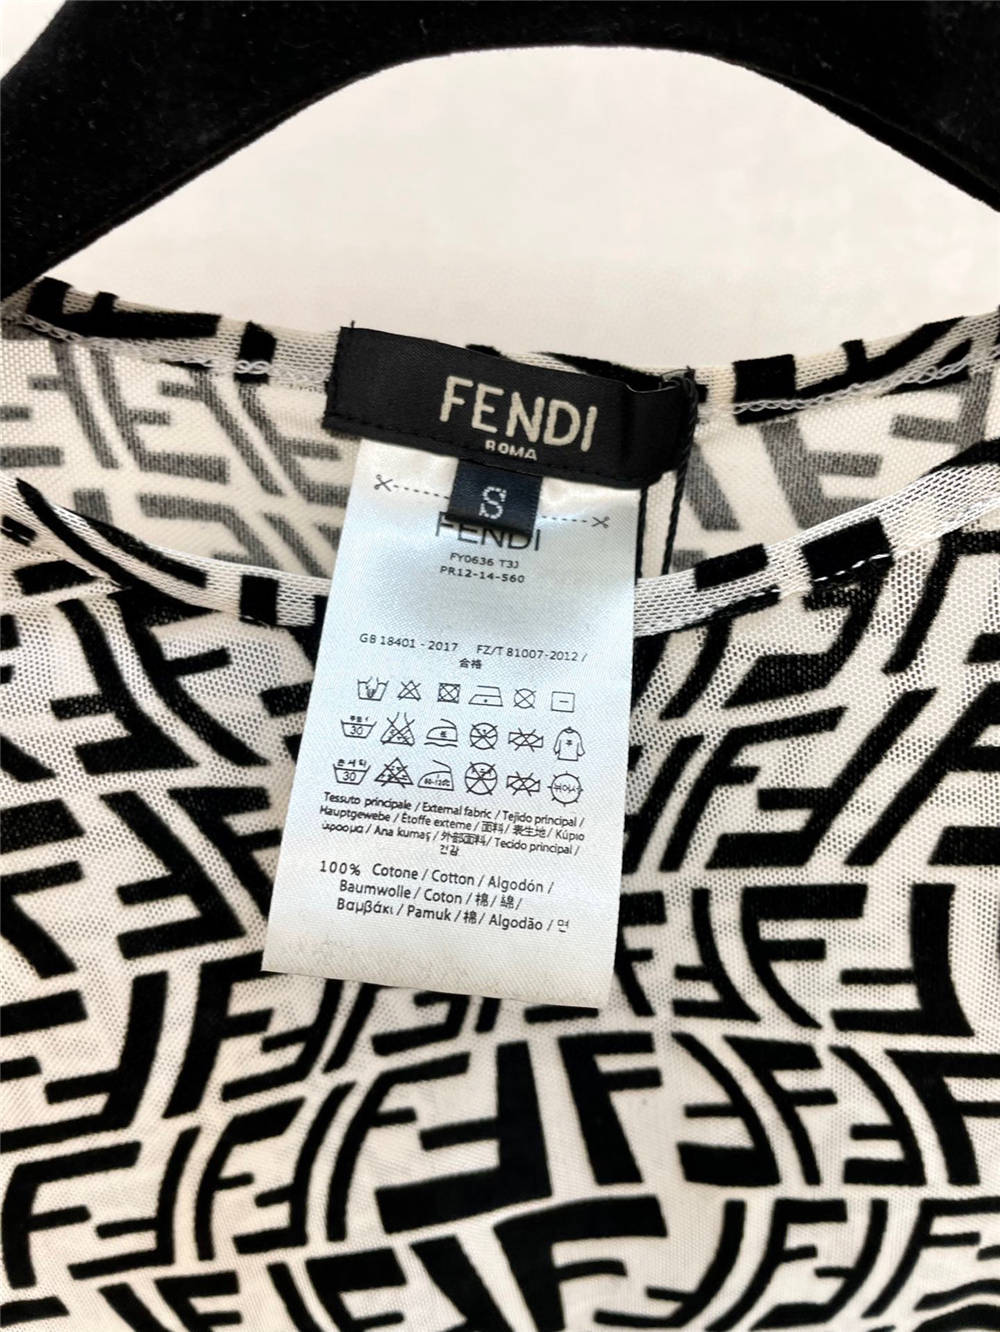 FENDI
ROMA
S
FENDI
FY0636 T3J
PR12-14-560
GB 18401 - 2017 FZ/T 81007-2012 /
合格
30
30
Tessuto principale / External fabric / Tejido principal /
Hauptgewebe / Étoffe externe / 面料 / 表生地 / Κύριο
ύφασμα / Ana kumaş / 外部面料 / Tecido principal /
겉감
100% Cotone / Cotton / Algodón /
Baumwolle / Coton / 棉 / 綿 /
Βαμβάκι / Pamuk / 棉 / Algodão / 면